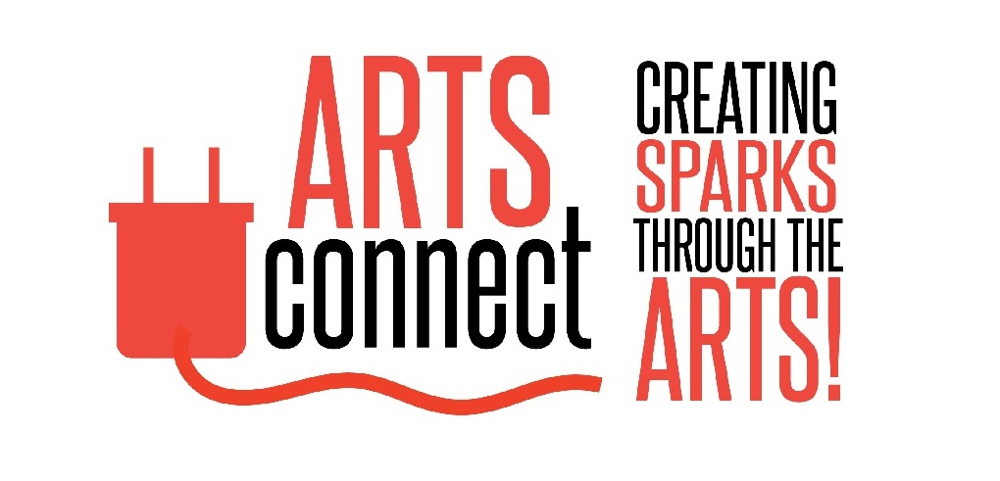 ARTS
connect
CREATING
SPARKS
THROUGH THE
ARTS!